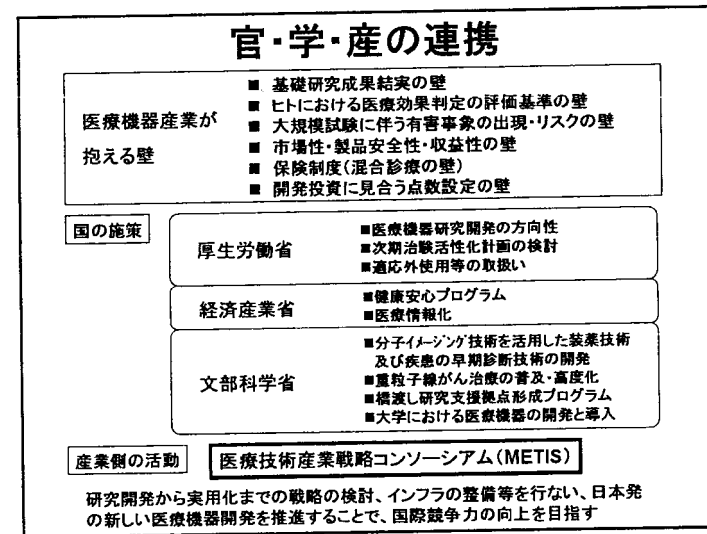 官・学・産の連携
医療機器産業が
抱える壁
■ 基礎研究成果結実の壁
■ ヒトにおける医療効果判定の評価基準の壁
■ 大規模試験に伴う有害事象の出現・リスクの壁
■ 市場性・製品安全性・収益性の壁
■ 保険制度(混合診療の壁)
■ 開発投資に見合う点数設定の壁
国の施策
厚生労働省
■医療機器研究開発の方向性
■次期治験活性化計画の検討
■適応外使用等の取扱い
経済産業省
■健康安心プログラム
■医療情報化
文部科学省
■分子イメージング技術を活用した装薬技術
及び疾患の早期診断技術の開発
■重粒子線がん治療の普及・高度化
■橋渡し研究支援拠点形成プログラム
■大学における医療機器の開発と導入
産業側の活動
医療技術産業戦略コンソーシアム(METIS)
研究開発から実用化までの戦略の検討、インフラの整備等を行ない、日本発
の新しい医療機器開発を推進することで、国際競争力の向上を目指す